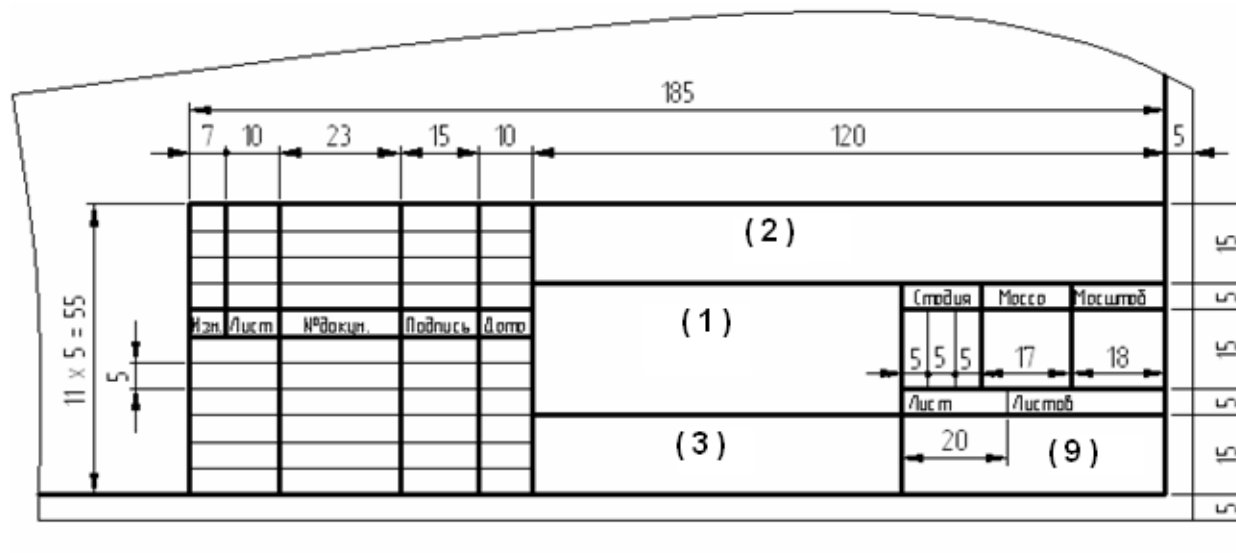 185
7 10 23 15 10 120 5
(2)
15
Стадия Масса Масштаб
5
11 x 5 = 55
Изм. Лист №докум. Подпись Дата
(1)
5 5 5 17 18
15
5
Лист Листов
5
(3)
20
(9)
15
5